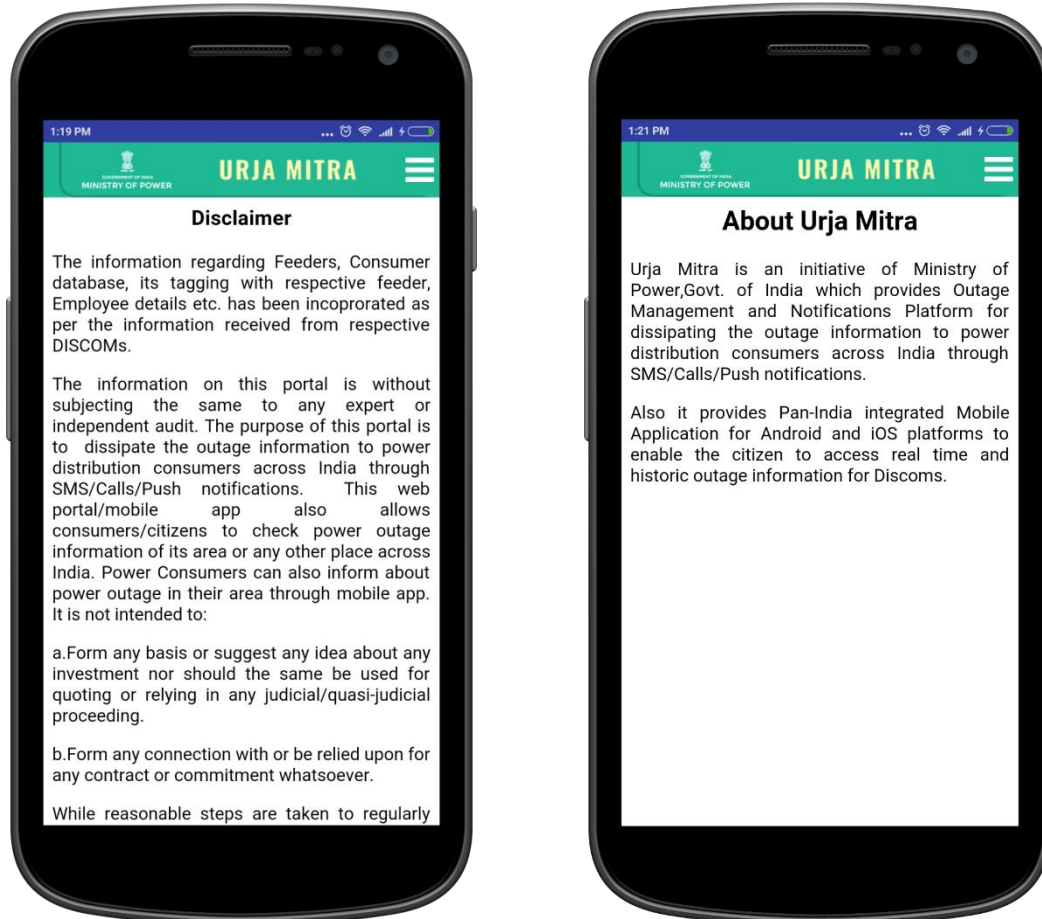 1:19 PM
GOVERNMENT OF INDIA
MINISTRY OF POWER
URJA MITRA
Disclaimer
The information regarding Feeders, Consumer
database, its tagging with respective feeder,
Employee details etc. has been incoprorated as
per the information received from respective
DISCOMs.
The information on this portal is without
subjecting the same to any expert or
independent audit. The purpose of this portal is
to dissipate the outage information to power
distribution consumers across India through
SMS/Calls/Push notifications. This web
portal/mobile app also allows
consumers/citizens to check power outage
information of its area or any other place across
India. Power Consumers can also inform about
power outage in their area through mobile app.
It is not intended to:
a.Form any basis or suggest any idea about any
investment nor should the same be used for
quoting or relying in any judicial/quasi-judicial
proceeding.
b.Form any connection with or be relied upon for
any contract or commitment whatsoever.
While reasonable steps are taken to regularly
1:21 PM
GOVERNMENT OF INDIA
MINISTRY OF POWER
URJA MITRA
About Urja Mitra
Urja Mitra is an initiative of Ministry of
Power,Govt. of India which provides Outage
Management and Notifications Platform for
dissipating the outage information to power
distribution consumers across India through
SMS/Calls/Push notifications.
Also it provides Pan-India integrated Mobile
Application for Android and iOS platforms to
enable the citizen to access real time and
historic outage information for Discoms.